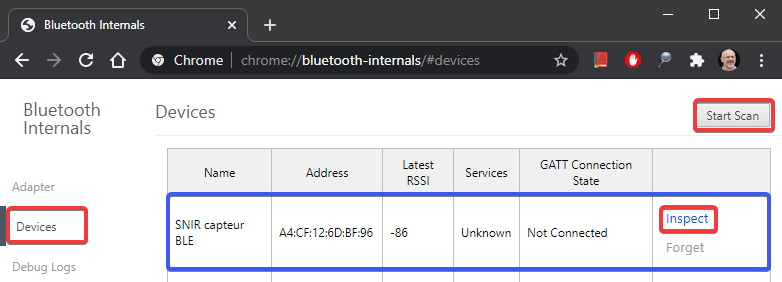 Bluetooth Internals
Chrome chrome://bluetooth-internals/#devices
Bluetooth
Internals
Devices
Start Scan
Adapter
Devices
Debug Logs
Name Address Latest RSSI Services GATT Connection State
SNIR capteur BLE A4:CF:12:6D:BF:96 -86 Unknown Not Connected Inspect
Forget